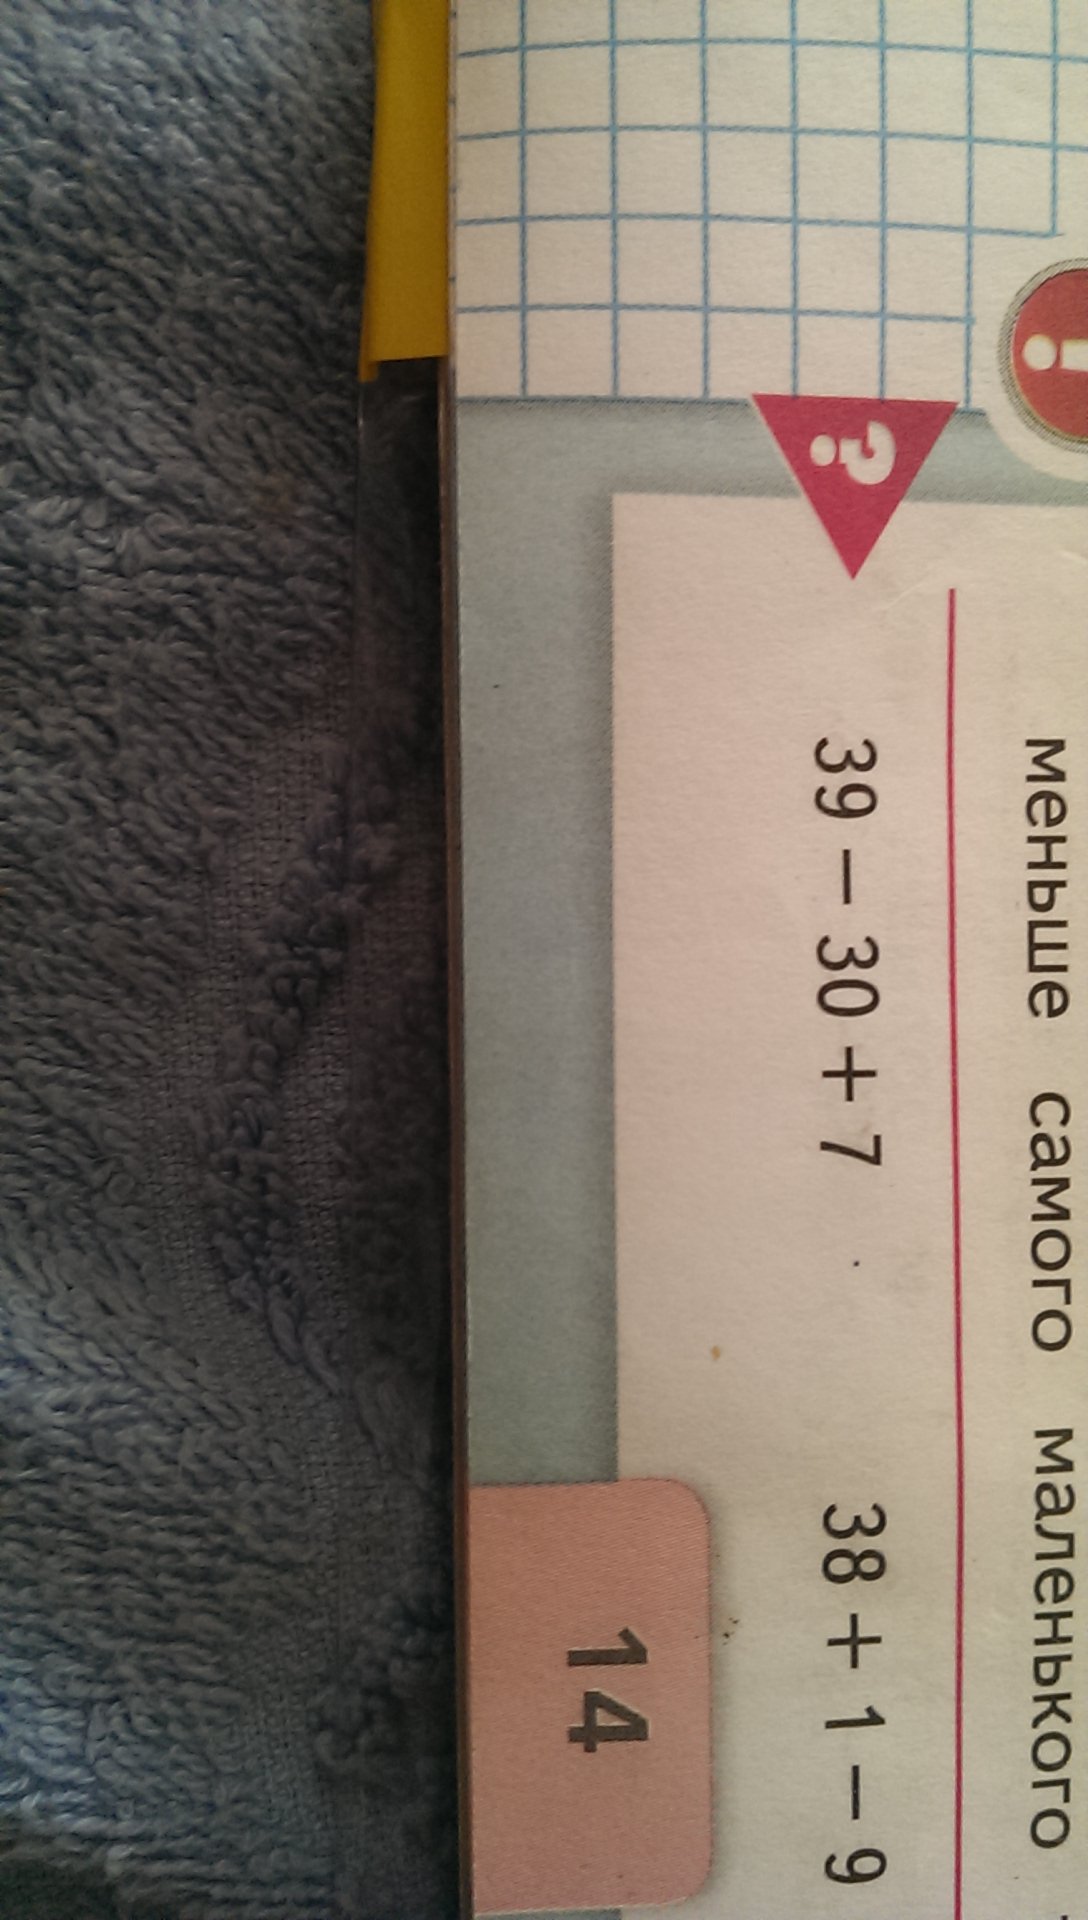 !
меньше самого маленького
?
39 – 30 + 7 38 + 1 – 9
14